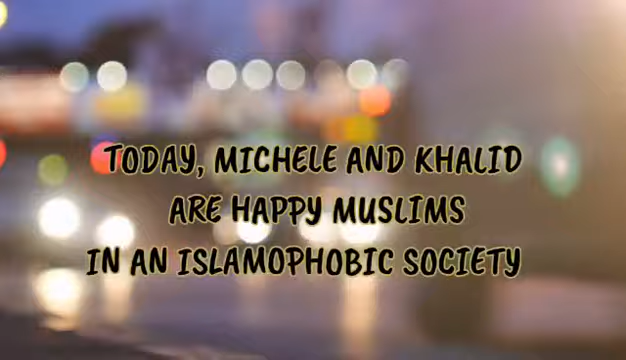 TODAY, MICHELE AND KHALID
ARE HAPPY MUSLIMS
IN AN ISLAMOPHOBIC SOCIETY